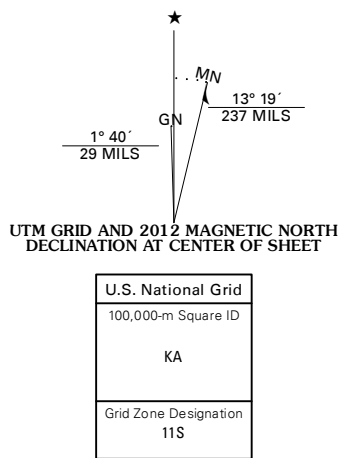 ★
MN
GN
13° 19´
237 MILS
1° 40´
29 MILS
UTM GRID AND 2012 MAGNETIC NORTH
DECLINATION AT CENTER OF SHEET
U.S. National Grid
100,000-m Square ID
KA
Grid Zone Designation
11S